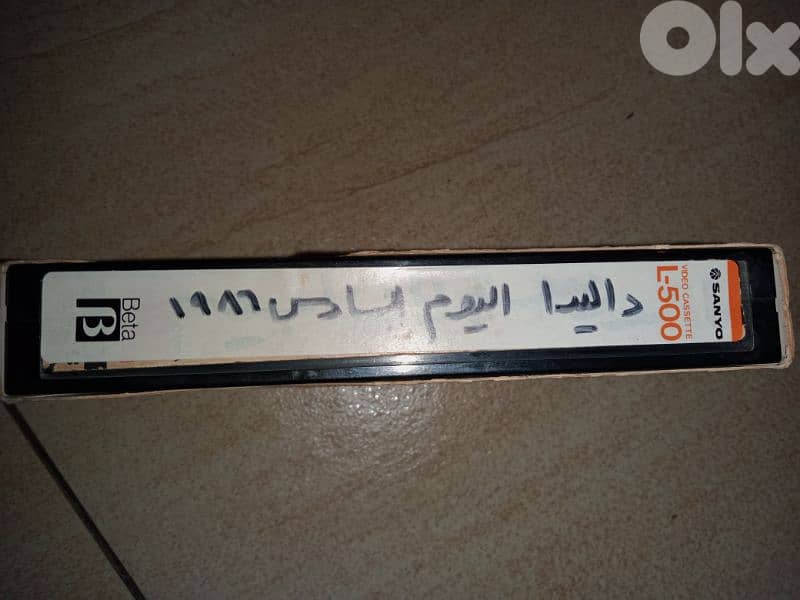 Olx
داليدا اليوم السادس ١٩٨٦
SANYO
VIDEO CASSETTE
L-500
Beta